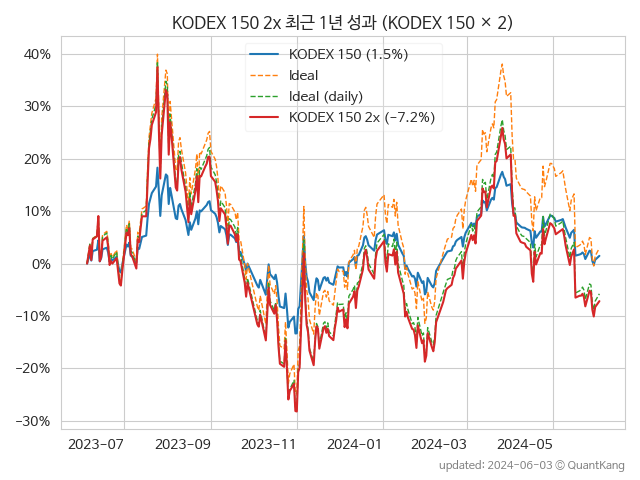 KODEX 150 2x 최근 1년 성과 (KODEX 150 × 2)
KODEX 150 (1.5%)
Ideal
Ideal (daily)
KODEX 150 2x (−7.2%)
40%
30%
20%
10%
0%
−10%
−20%
−30%
2023-07
2023-09
2023-11
2024-01
2024-03
2024-05
updated: 2024-06-03 © QuantKang